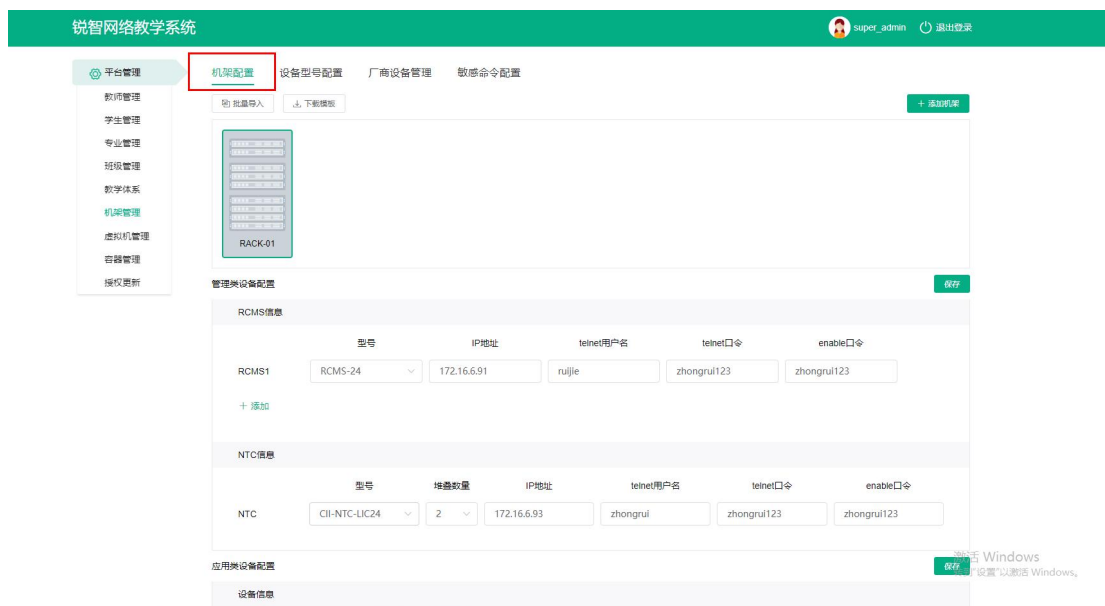 锐智网络教学系统 super_admin 退出登录
平台管理 机架配置 设备型号配置 厂商设备管理 敏感命令配置
教师管理 批量导入 下载模板 + 添加机架
学生管理
专业管理
班级管理
教学体系
机架管理
虚拟机管理 RACK-01
容器管理
授权更新 管理类设备配置 保存
RCMS信息
型号 IP地址 telnet用户名 telnet口令 enable口令
RCMS1 RCMS-24 172.16.6.91 ruijie zhongrui123 zhongrui123
+ 添加
NTC信息
型号 堆叠数量 IP地址 telnet用户名 telnet口令 enable口令
NTC CII-NTC-LIC24 2 172.16.6.93 zhongrui zhongrui123 zhongrui123
激活 Windows
应用类设备配置 保存 "设置"以激活 Windows。
设备信息